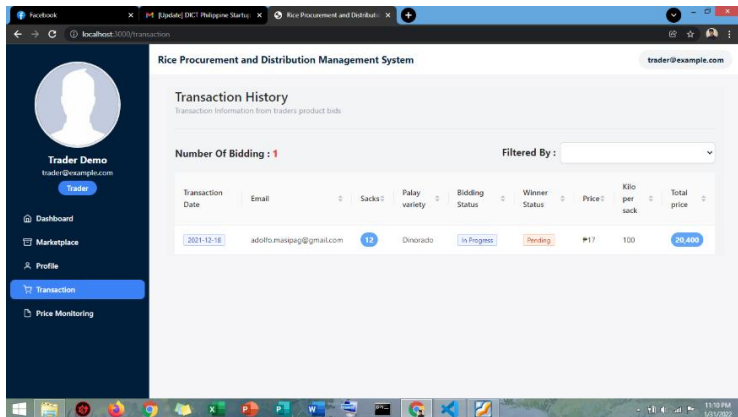 Facebook
[Update] DICT Philippine Startup
Rice Procurement and Distributi
localhost:3000/transaction
Rice Procurement and Distribution Management System
trader@example.com
Transaction History
Transaction Information from traders product bids
Trader Demo
trader@example.com
Trader
Number Of Bidding : 1
Filtered By :
Dashboard
Marketplace
Profile
Transaction
Price Monitoring
Transaction Date
Email
Sacks
Palay variety
Bidding Status
Winner Status
Price
Kilo per sack
Total price
2021-12-18
adolfo.masipag@gmail.com
12
Dinorado
In Progress
Pending
₱17
100
20,400
11:10 PM
5/31/2022